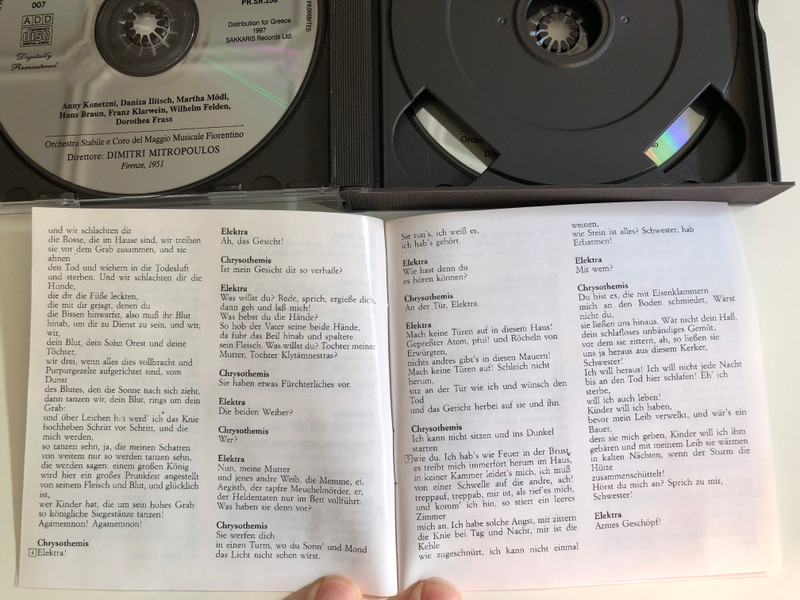 007
ADD
COMPACT
disc
DIGITAL AUDIO
Digitally
Remastered
PR.SR.156
PROHIBITED.
Distribution for Greece
1997
SAKKARIS Records Ltd.
Anny Konetzni, Daniza Ilitsch, Martha Mödl,
Hans Braun, Franz Klarwein, Wilhelm Felden,
Dorothea Frass
Orchestra Stabile e Coro del Maggio Musicale Fiorentino
Direttore: DIMITRI MITROPOULOS
Firenze, 1951
und wir schlachten dir
die Rosse, die im Hause sind, wir treiben
sie vor dem Grab zusammen, und sie
ahnen
den Tod und wiehern in die Todesluft
und sterben. Und wir schlachten dir die
Hunde,
die dir die Füße leckten,
die mit dir gejagt, denen du
die Bissen hinwarfst, also muß ihr Blut
hinab, um dir zu Dienst zu sein, und wir,
wir,
dein Blut, dein Sohn Orest und deine
Töchter,
wir drei, wenn alles dies vollbracht und
Purpurgezelte aufgerichtet sind, vom
Dunst
des Blutes, den die Sonne nach sich zieht,
dann tanzen wir, dein Blut, rings um dein
Grab:
und über Leichen hin werd' ich das Knie
hochheben Schritt vor Schritt, und die
mich werden,
so tanzen sehn, ja, die meinen Schatten
von weitem nur so werden tanzen sehn,
die werden sagen: einem großen König
wird hier ein großes Prunkfest angestellt
von seinem Fleisch und Blut, und glücklich
ist,
wer Kinder hat, die um sein hohes Grab
so königliche Siegestänze tanzen!
Agamemnon! Agamemnon!
Chrysothemis
4 Elektra!
Elektra
Ah, das Gesicht!
Chrysothemis
Ist mein Gesicht dir so verhaßt?
Elektra
Was willst du? Rede, sprich, ergieße dich,
dann geh und laß mich!
Was hebst du die Hände?
So hob der Vater seine beide Hände,
da fuhr das Beil hinab und spaltete
sein Fleisch. Was willst du? Tochter meiner
Mutter, Tochter Klytämnestras?
Chrysothemis
Sie haben etwas Fürchterliches vor.
Elektra
Die beiden Weiber?
Chrysothemis
Wer?
Elektra
Nun, meine Mutter
und jenes andre Weib, die Memme, ei,
Aegisth, der tapfre Meuchelmörder, er,
der Heldentaten nur im Bett vollführt.
Was haben sie denn vor?
Chrysothemis
Sie werfen dich
in einen Turm, wo du Sonn' und Mond
das Licht nicht sehen wirst.
Sie tun's, ich weiß es,
ich hab's gehört.
Elektra
Wie hast denn du
es hören können?
Chrysothemis
An der Tür, Elektra.
Elektra
Mach keine Türen auf in diesem Haus!
Gepreßter Atem, pfui! und Röcheln von
Erwürgten,
nichts andres gibt's in diesen Mauern!
Mach keine Türen auf! Schleich nicht
herum,
sitz an der Tür wie ich und wünsch den
Tod
und das Gericht herbei auf sie und ihn.
Chrysothemis
Ich kann nicht sitzen und ins Dunkel
starren
5 wie du. Ich hab's wie Feuer in der Brust,
es treibt mich immerfort herum im Haus,
in keiner Kammer leidet's mich, ich muß
von einer Schwelle auf die andre, ach!
treppauf, treppab, mir ist, als rief es mich,
und komm' ich hin, so stiert ein leeres
Zimmer
mich an. Ich habe solche Angst, mir zittern
die Knie bei Tag und Nacht, mir ist die
Kehle
wie zugeschnürt, ich kann nicht einmal
weinen,
wie Stein ist alles? Schwester, hab
Erbarmen!
Elektra
Mit wem?
Chrysothemis
Du bist es, die mit Eisenklammern
mich an den Boden schmiedet, Wärst
nicht du,
sie ließen uns hinaus. Wär nicht dein Haß,
dein schlafloses unbändiges Gemüt,
vor dem sie zittern, ah, so ließen sie
uns ja heraus aus diesem Kerker,
Schwester!
Ich will heraus! Ich will nicht jede Nacht
bis an den Tod hier schlafen! Eh' ich
sterbe,
will ich auch leben!
Kinder will ich haben,
bevor mein Leib verwelkt, und wär's ein
Bauer,
dem sie mich geben, Kinder will ich ihm
gebären und mit meinem Leib sie wärmen
in kalten Nächten, wenn der Sturm die
Hütte
zusammenschüttelt!
Hörst du mich an? Sprich zu mir,
Schwester!
Elektra
Armes Geschöpf!